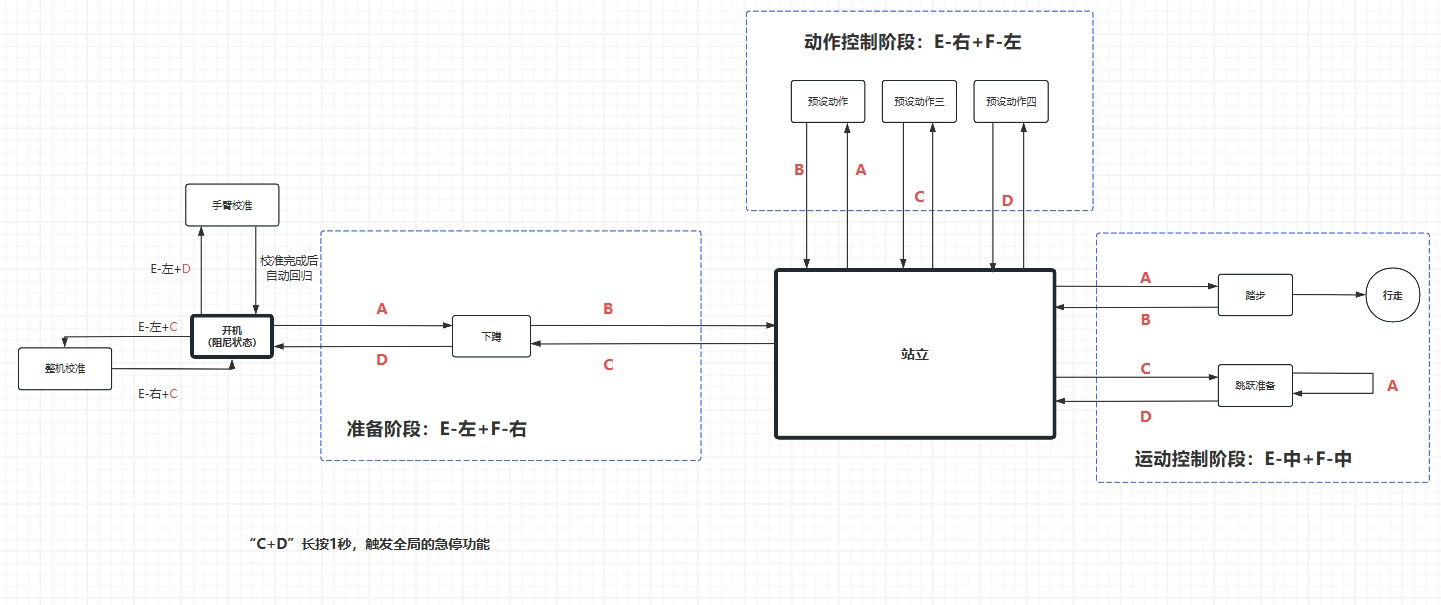 动作控制阶段：E-右+F-左
预设动作
预设动作三
预设动作四
B
A
C
D
手臂校准
E-左+D
校准完成后
自动回归
E-左+C
开机
（阻尼状态）
整机校准
E-右+C
A
D
下蹲
B
C
准备阶段：E-左+F-右
站立
A
B
踏步
行走
C
D
跳跃准备
A
运动控制阶段：E-中+F-中
“C+D”长按1秒，触发全局的急停功能